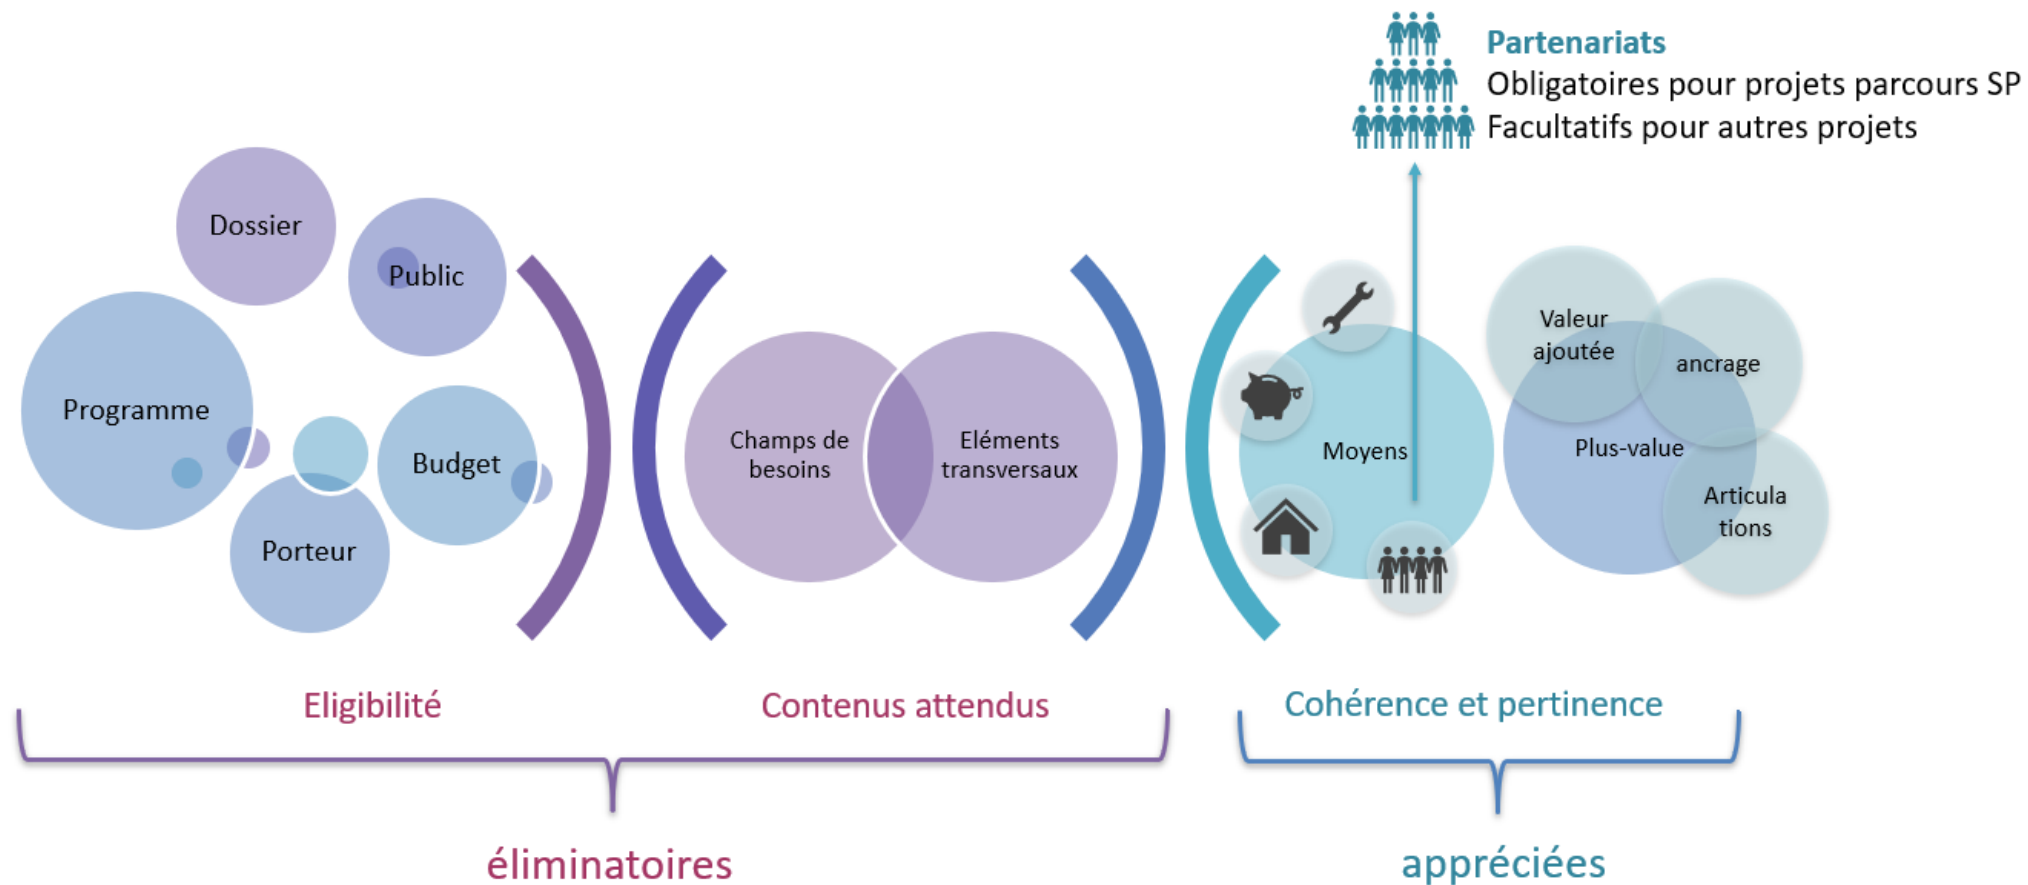 Partenariats
Obligatoires pour projets parcours SP
Facultatifs pour autres projets
Dossier
Public
Programme
Budget
Porteur
Champs de
besoins
Eléments
transversaux
Moyens
Valeur
ajoutée
ancrage
Plus-value
Articula
tions
Eligibilité
Contenus attendus
Cohérence et pertinence
éliminatoires
appréciées